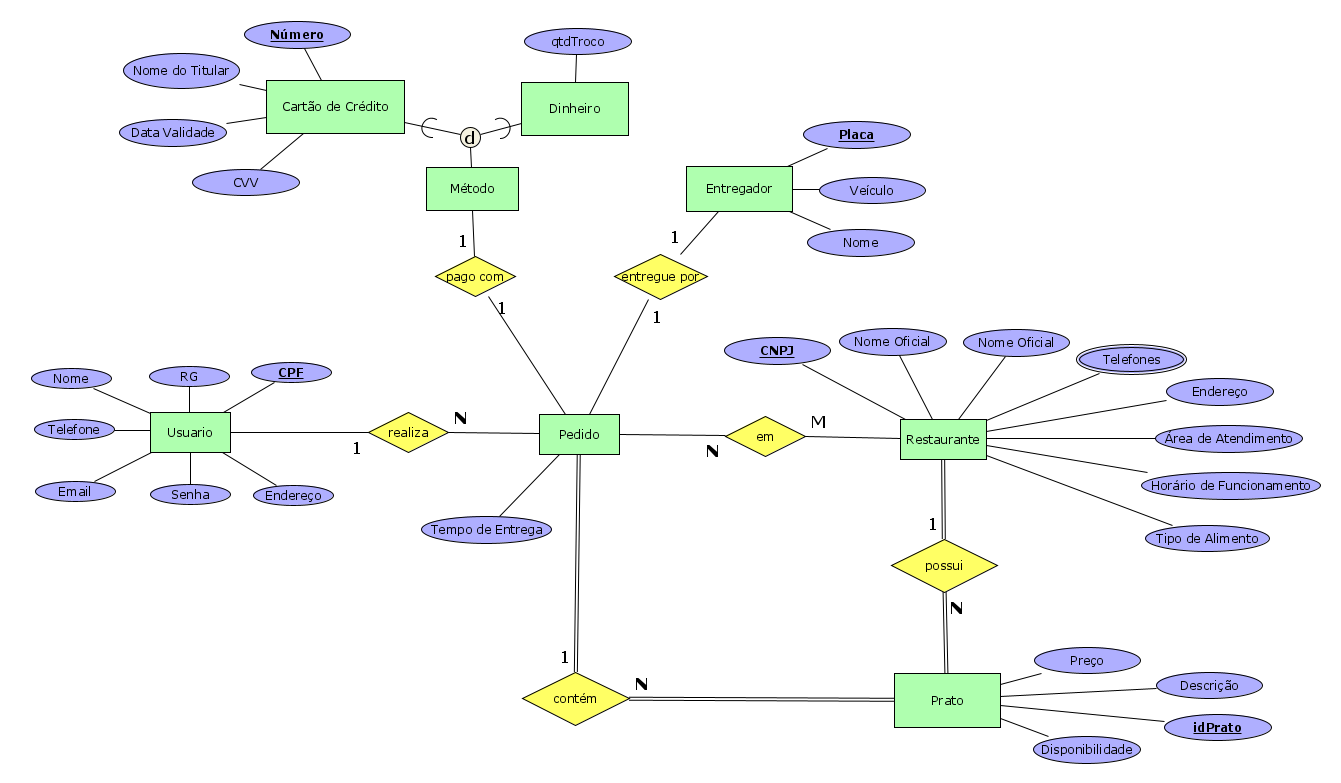 Número
qtdTroco
Nome do Titular
Cartão de Crédito
Dinheiro
Data Validade
d
Placa
CVV
Método
Entregador
Veículo
1
1
Nome
pago com
entregue por
1
1
CNPJ
Nome Oficial
Nome Oficial
Telefones
Nome
RG
CPF
Endereço
Telefone
Usuario
1
realiza
N
Pedido
N
em
M
Restaurante
Área de Atendimento
Email
Senha
Endereço
Horário de Funcionamento
Tempo de Entrega
1
Tipo de Alimento
possui
N
1
N
Preço
contém
Prato
Descrição
idPrato
Disponibilidade